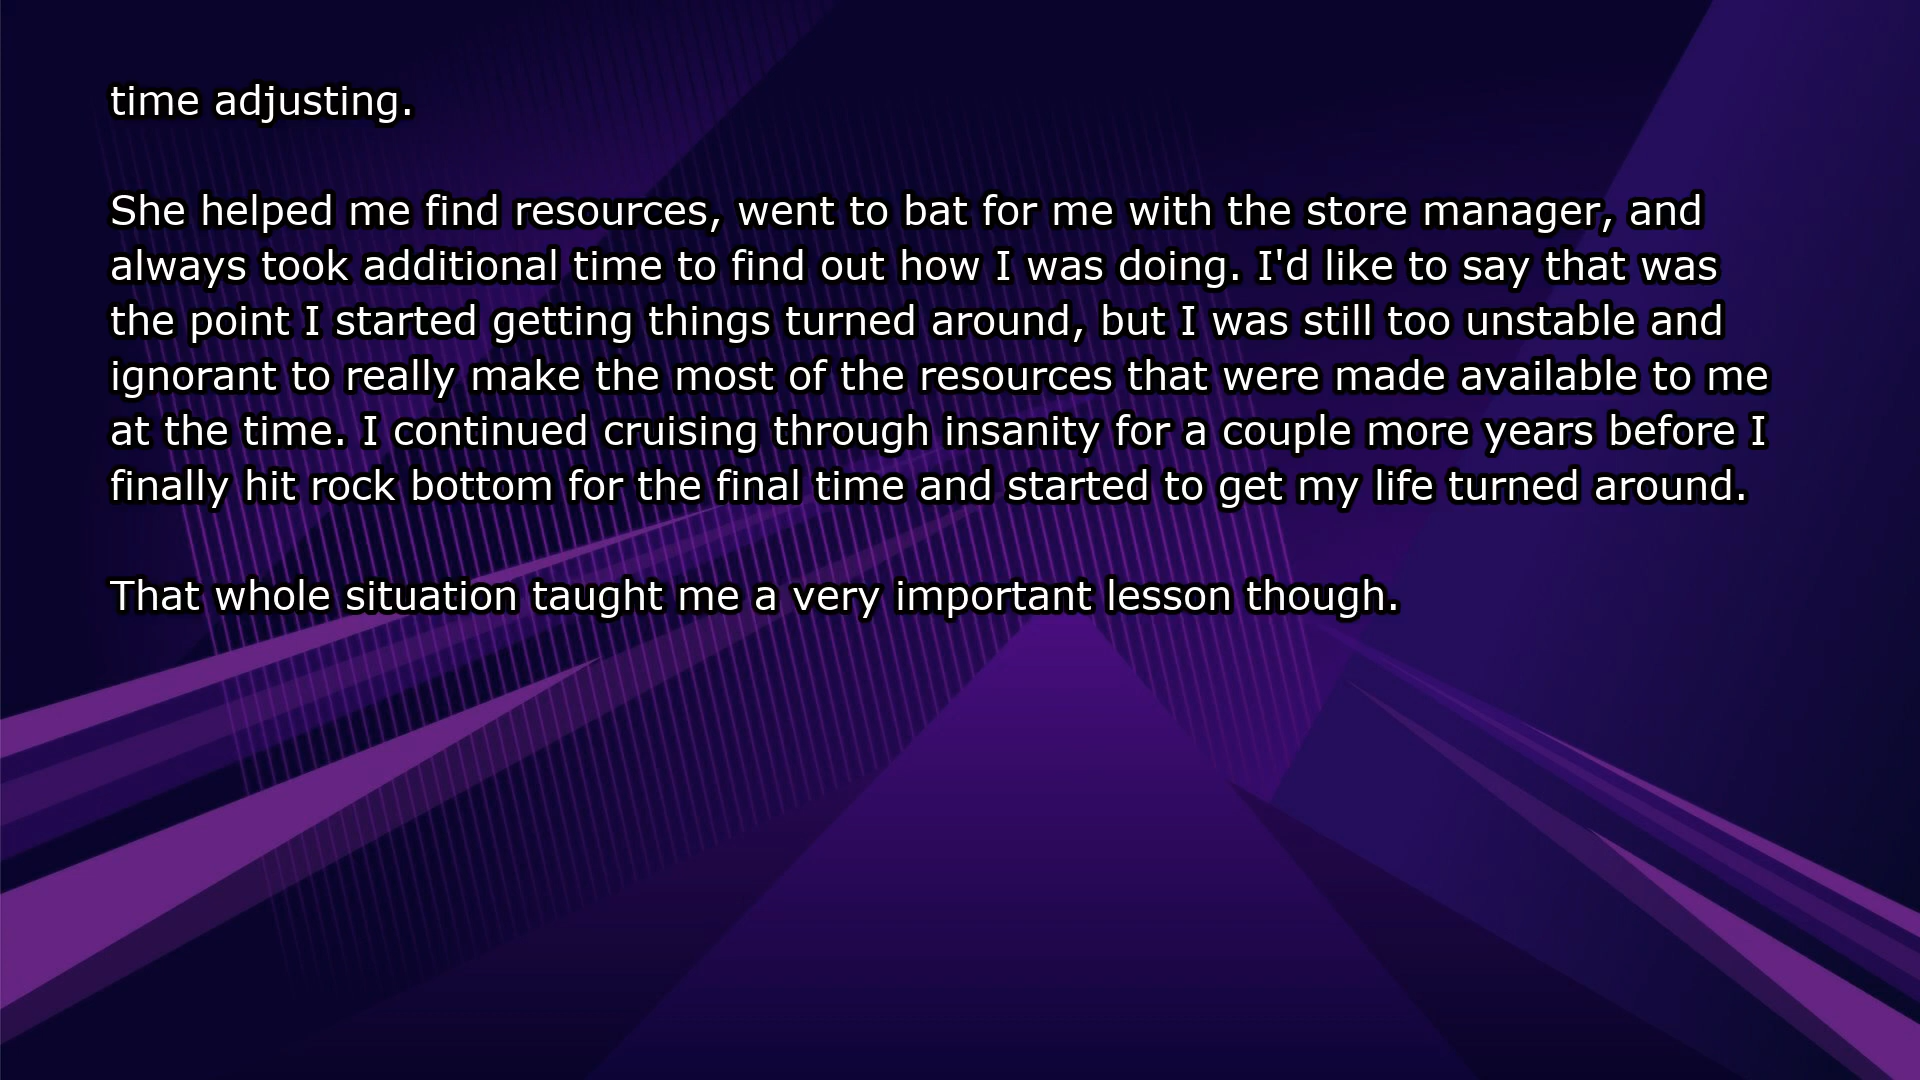 time adjusting.
She helped me find resources, went to bat for me with the store manager, and
always took additional time to find out how I was doing. I'd like to say that was
the point I started getting things turned around, but I was still too unstable and
ignorant to really make the most of the resources that were made available to me
at the time. I continued cruising through insanity for a couple more years before I
finally hit rock bottom for the final time and started to get my life turned around.
That whole situation taught me a very important lesson though.